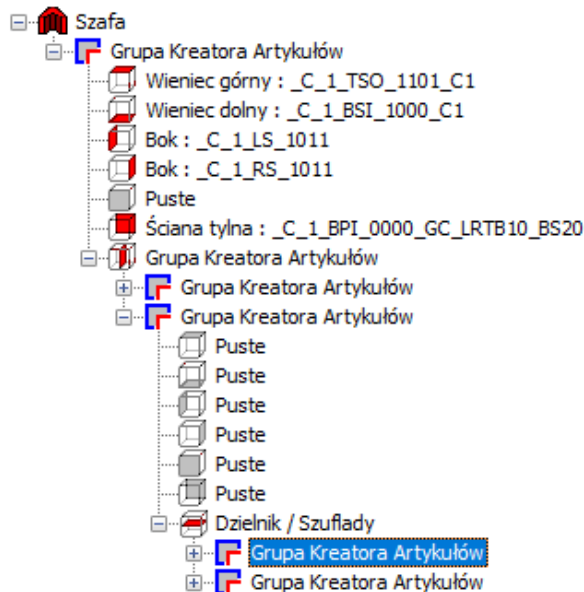 Szafa
Grupa Kreatora Artykułów
Wieniec górny : _C_1_TSO_1101_C1
Wieniec dolny : _C_1_BSI_1000_C1
Bok : _C_1_LS_1011
Bok : _C_1_RS_1011
Puste
Ściana tylna : _C_1_BPI_0000_GC_LRTB10_BS20
Grupa Kreatora Artykułów
Grupa Kreatora Artykułów
Grupa Kreatora Artykułów
Puste
Puste
Puste
Puste
Puste
Puste
Dzielnik / Szuflady
Grupa Kreatora Artykułów
Grupa Kreatora Artykułów